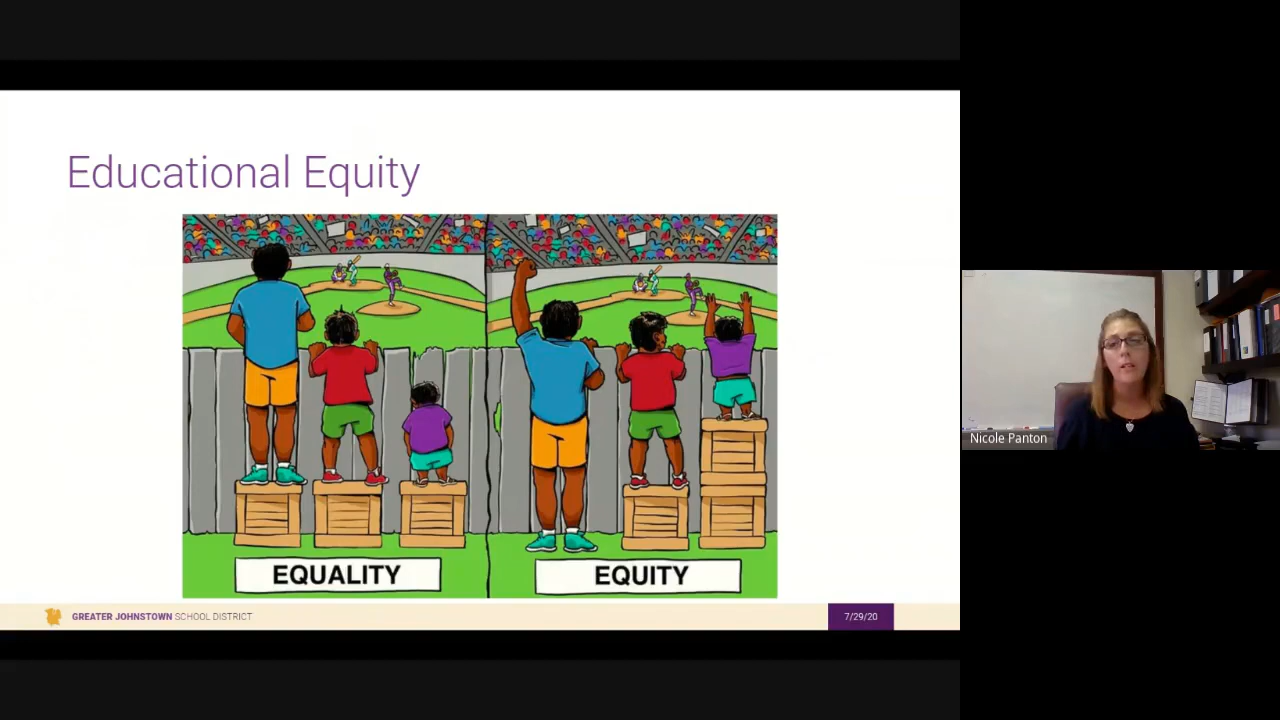 Educational Equity
EQUALITY
EQUITY
GREATER JOHNSTOWN SCHOOL DISTRICT
7/29/20
Nicole Panton